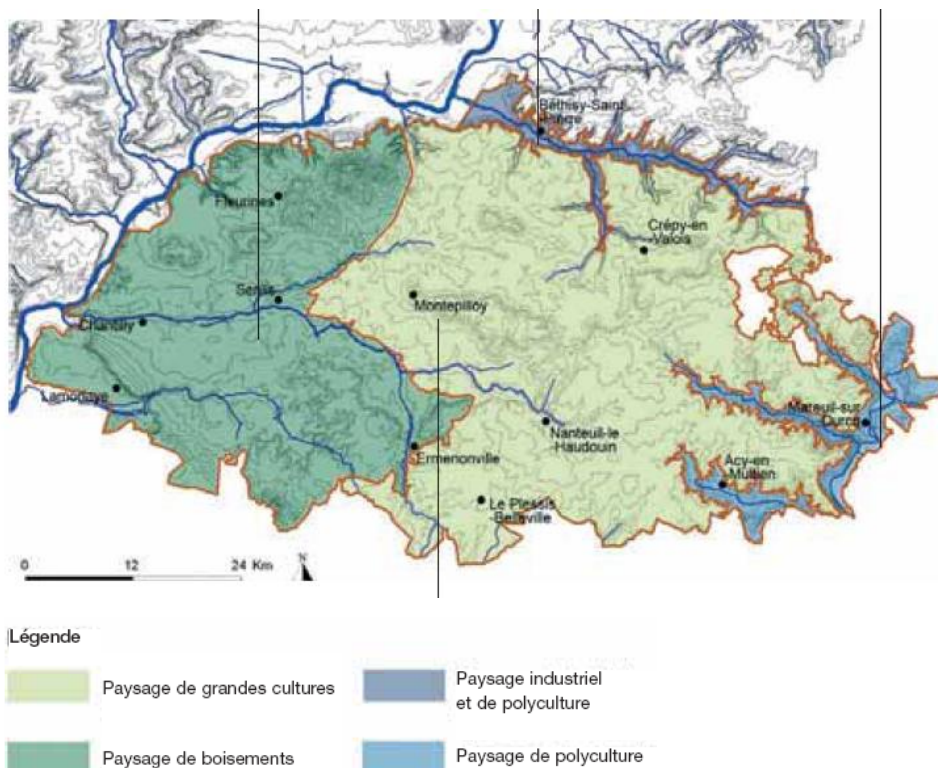 Béthisy-Saint
-Pierre
Fleurines
Crépy-en
-Valois
Senlis
Montepilloy
Chantilly
Lamorlaye
Mareuil-sur
-Ourcq
Nanteuil-le
-Haudouin
Ermenonville
Acy-en
-Multien
Le Plessis
-Belleville
0 12 24 Km
N
Légende
Paysage de grandes cultures
Paysage industriel
et de polyculture
Paysage de boisements
Paysage de polyculture